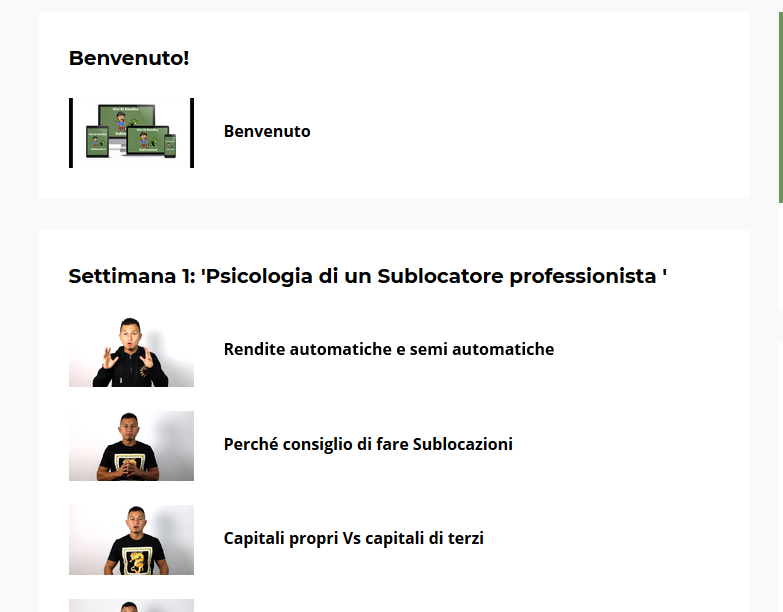 Benvenuto!
Benvenuto
Settimana 1: 'Psicologia di un Sublocatore professionista '
Rendite automatiche e semi automatiche
Perché consiglio di fare Sublocazioni
Capitali propri Vs capitali di terzi